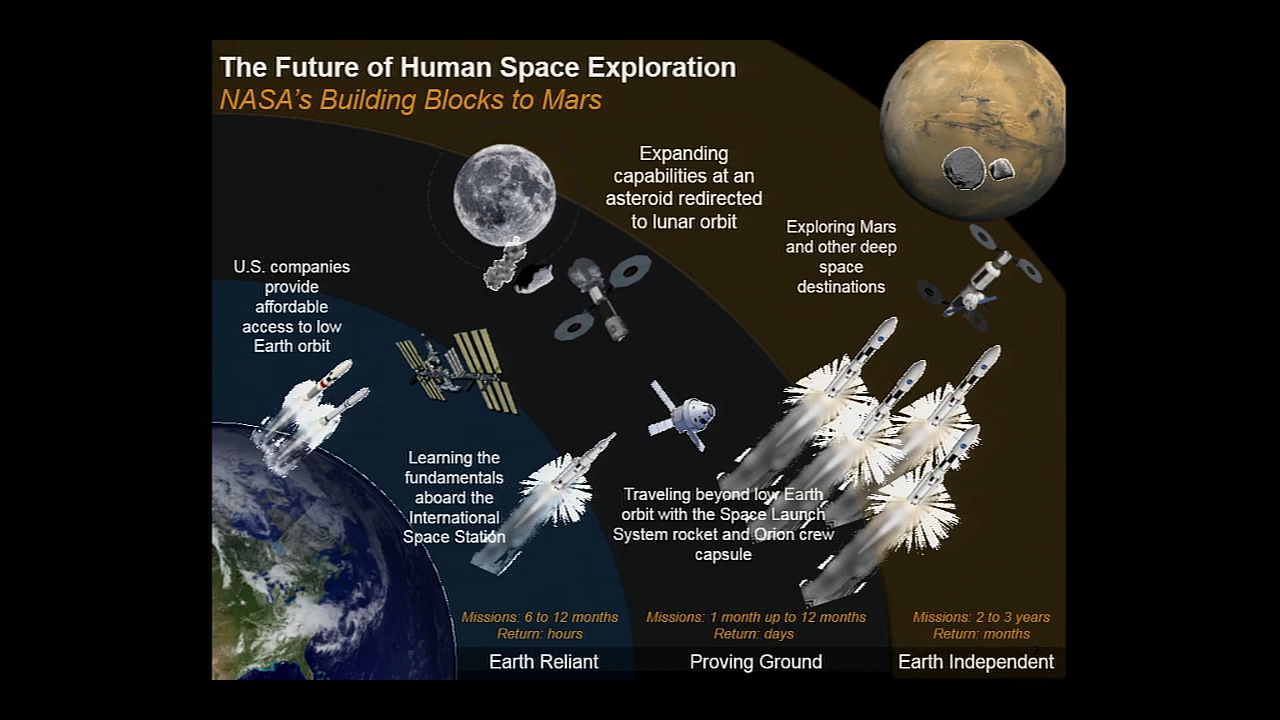 The Future of Human Space Exploration
NASA's Building Blocks to Mars
Expanding
capabilities at an
asteroid redirected
to lunar orbit
Exploring Mars
and other deep
space
destinations
U.S. companies
provide
affordable
access to low
Earth orbit
Learning the
fundamentals
aboard the
International
Space Station
Traveling beyond low Earth
orbit with the Space Launch
System rocket and Orion crew
capsule
Missions: 6 to 12 months
Return: hours
Earth Reliant
Missions: 1 month up to 12 months
Return: days
Proving Ground
Missions: 2 to 3 years
Return: months
Earth Independent